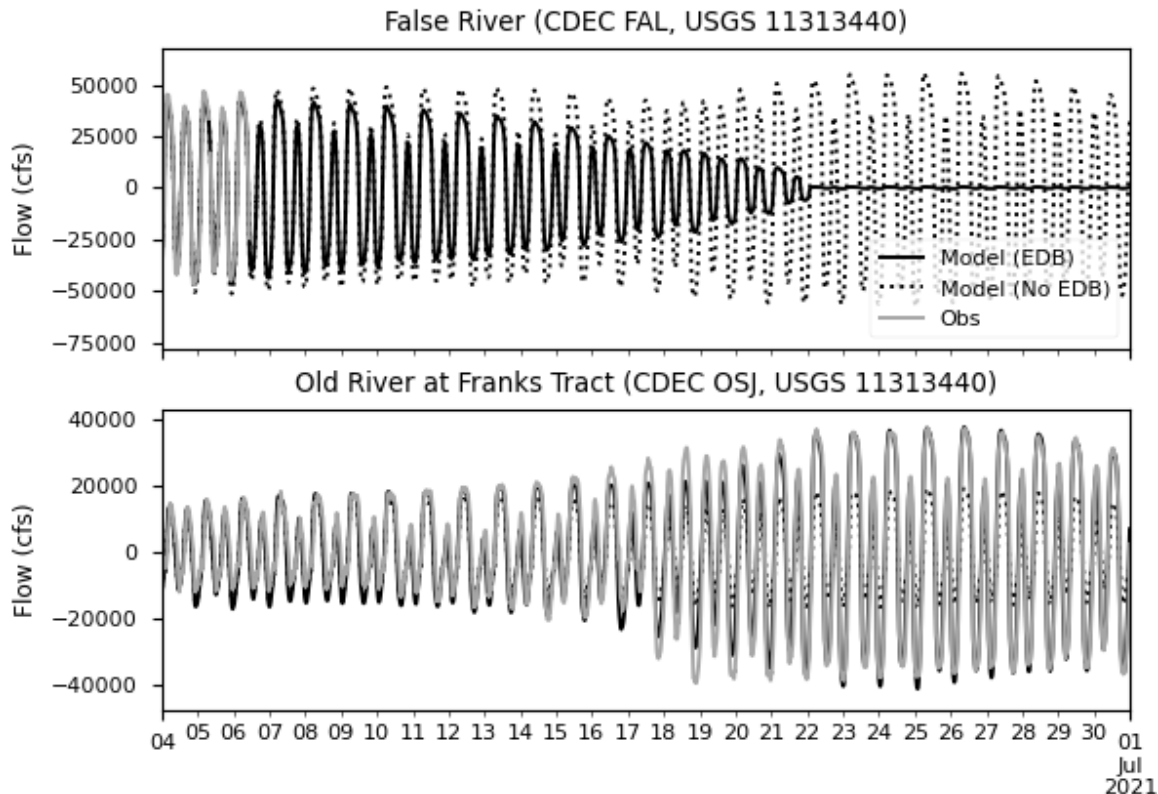 False River (CDEC FAL, USGS 11313440)
Flow (cfs)
50000
25000
0
−25000
−50000
−75000
Model (EDB)
Model (No EDB)
Obs
Old River at Franks Tract (CDEC OSJ, USGS 11313440)
Flow (cfs)
40000
20000
0
−20000
−40000
04 05 06 07 08 09 10 11 12 13 14 15 16 17 18 19 20 21 22 23 24 25 26 27 28 29 30 01
Jul
2021